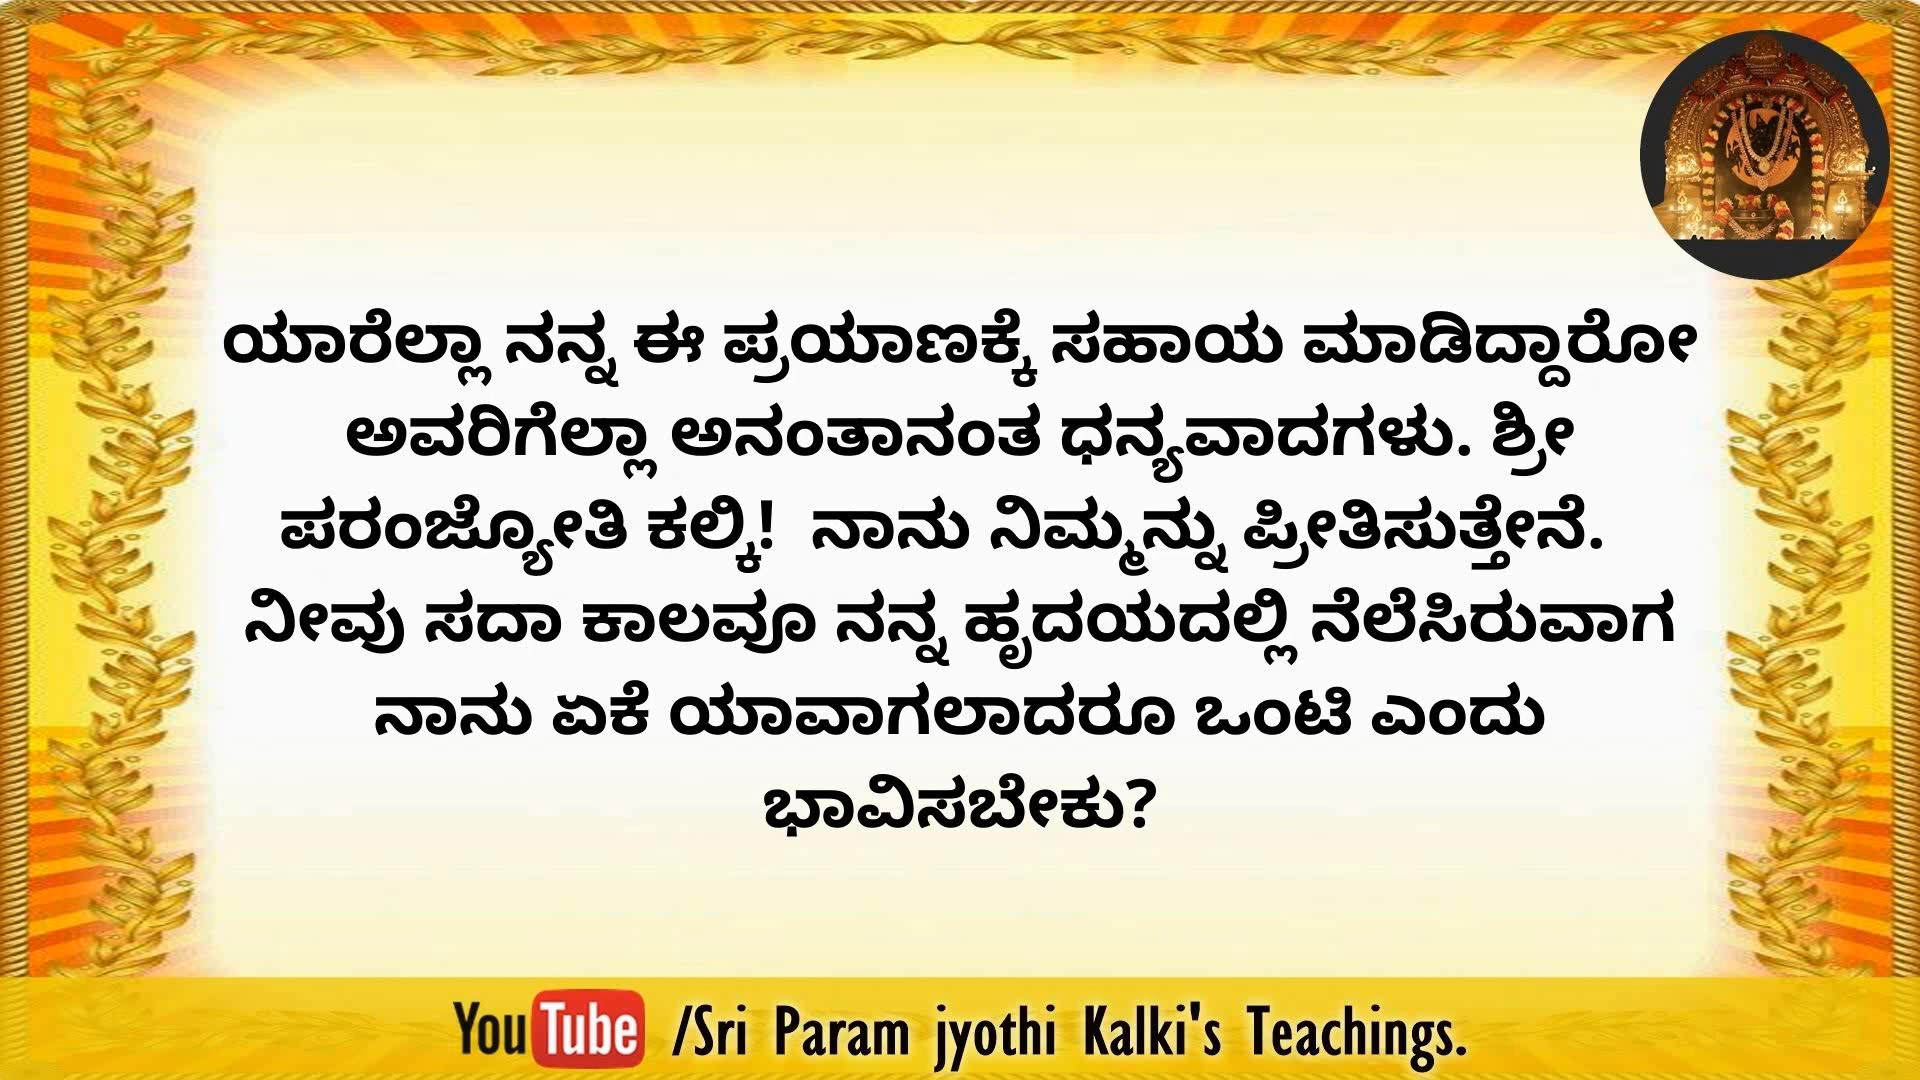 ಯಾರೆಲ್ಲಾ ನನ್ನ ಈ ಪ್ರಯಾಣಕ್ಕೆ ಸಹಾಯ ಮಾಡಿದ್ದಾರೋ
ಅವರಿಗೆಲ್ಲಾ ಅನಂತಾನಂತ ಧನ್ಯವಾದಗಳು. ಶ್ರೀ
ಪರಂಜ್ಯೋತಿ ಕಲ್ಕಿ! ನಾನು ನಿಮ್ಮನ್ನು ಪ್ರೀತಿಸುತ್ತೇನೆ.
ನೀವು ಸದಾ ಕಾಲವೂ ನನ್ನ ಹೃದಯದಲ್ಲಿ ನೆಲೆಸಿರುವಾಗ
ನಾನು ಏಕೆ ಯಾವಾಗಲಾದರೂ ಒಂಟಿ ಎಂದು
ಭಾವಿಸಬೇಕು?
YouTube /Sri Param jyothi Kalki's Teachings.